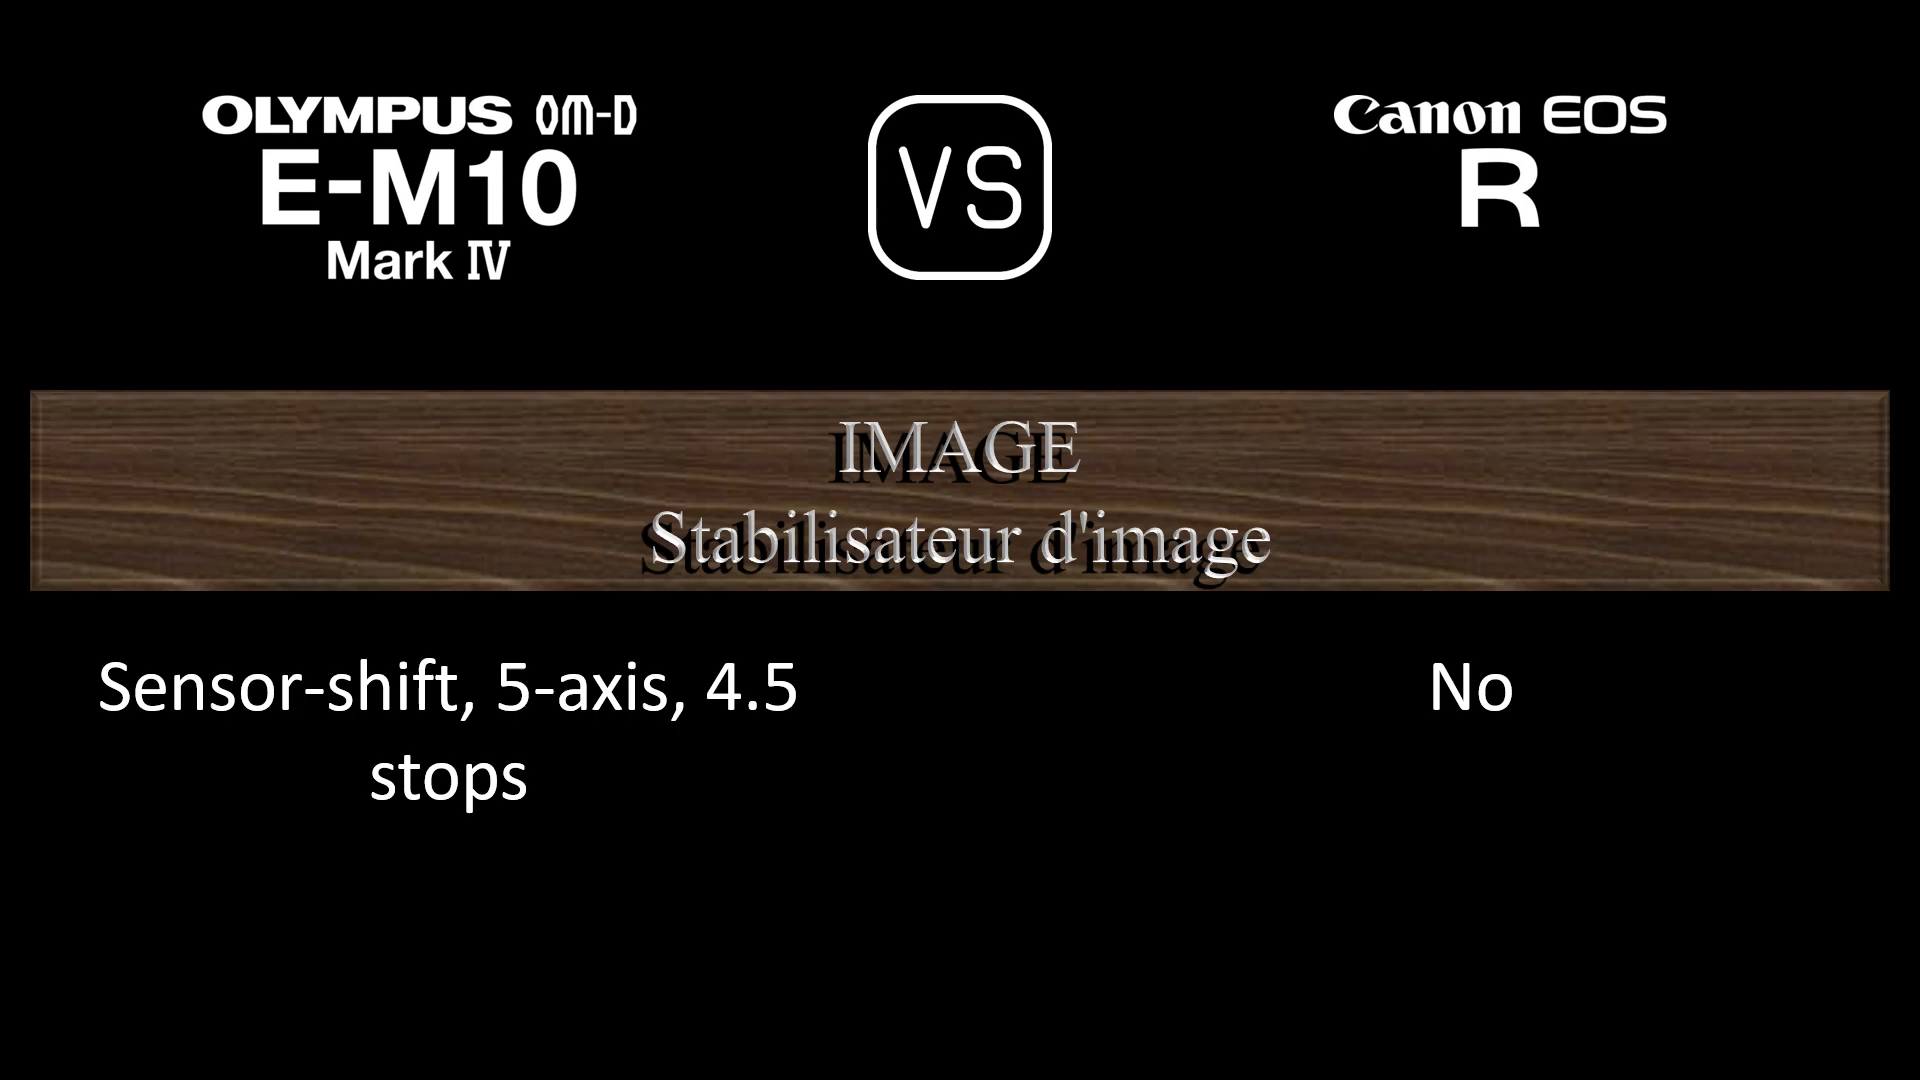 OLYMPUS OM-D
E-M10
Mark IV
VS
Canon EOS
R
IMAGE
Stabilisateur d'image
Sensor-shift, 5-axis, 4.5
stops
No